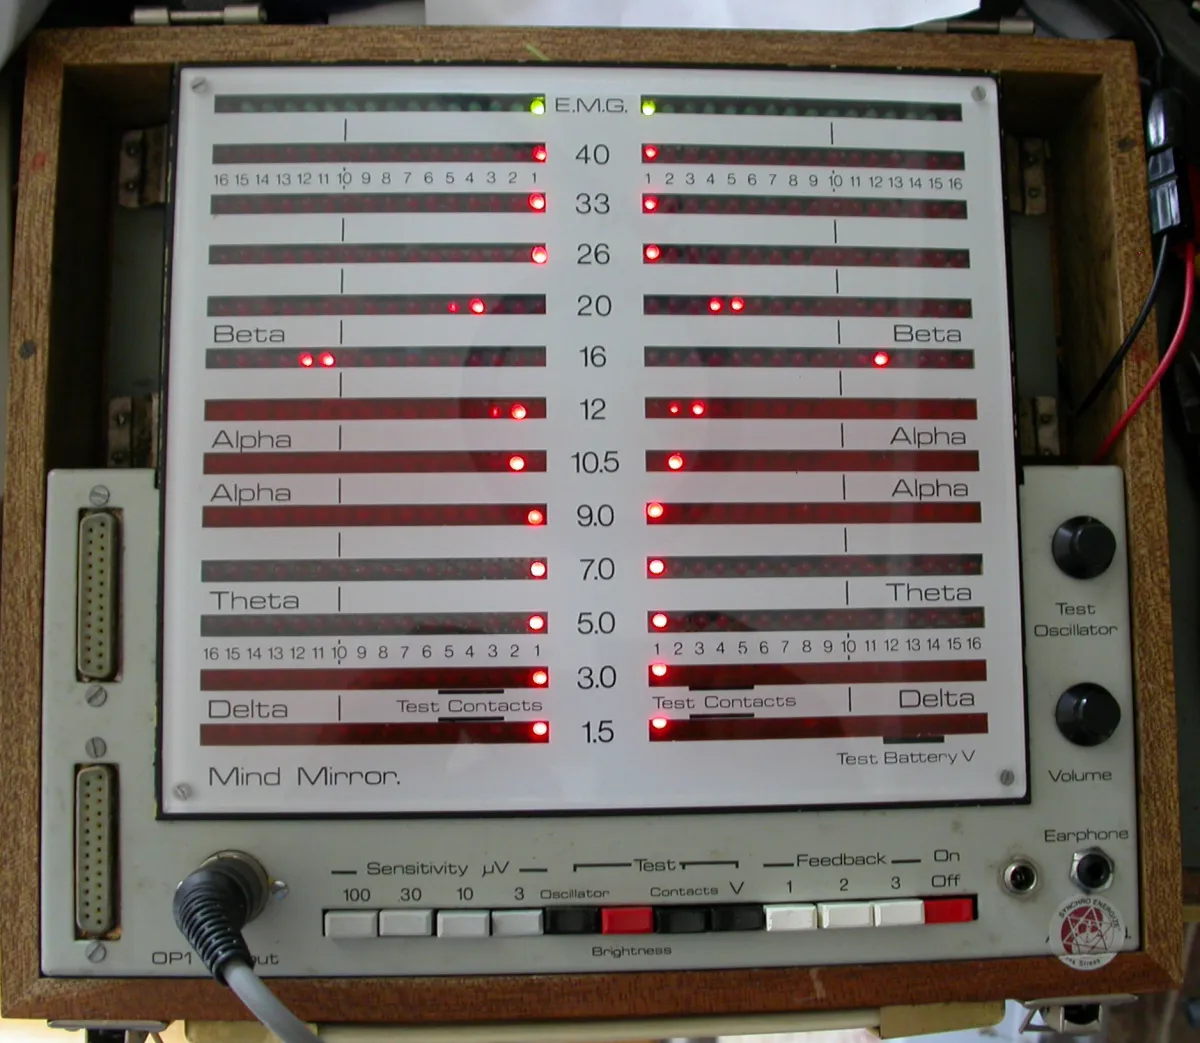 E.M.G.
40
16 15 14 13 12 11 10 9 8 7 6 5 4 3 2 1
1 2 3 4 5 6 7 8 9 10 11 12 13 14 15 16
33
26
20
Beta
Beta
16
12
Alpha
Alpha
10.5
Alpha
Alpha
9.0
7.0
Theta
Theta
5.0
16 15 14 13 12 11 10 9 8 7 6 5 4 3 2 1
1 2 3 4 5 6 7 8 9 10 11 12 13 14 15 16
3.0
Delta
Test Contacts
Test Contacts
Delta
1.5
Test Battery V
Mind Mirror.
Test
Oscillator
Volume
Earphone
Sensitivity µV
Test
Feedback
On
100 30 10 3
Oscillator
Contacts V
1 2 3
Off
Brightness
OP1
SYNCHRO ENERGIZE